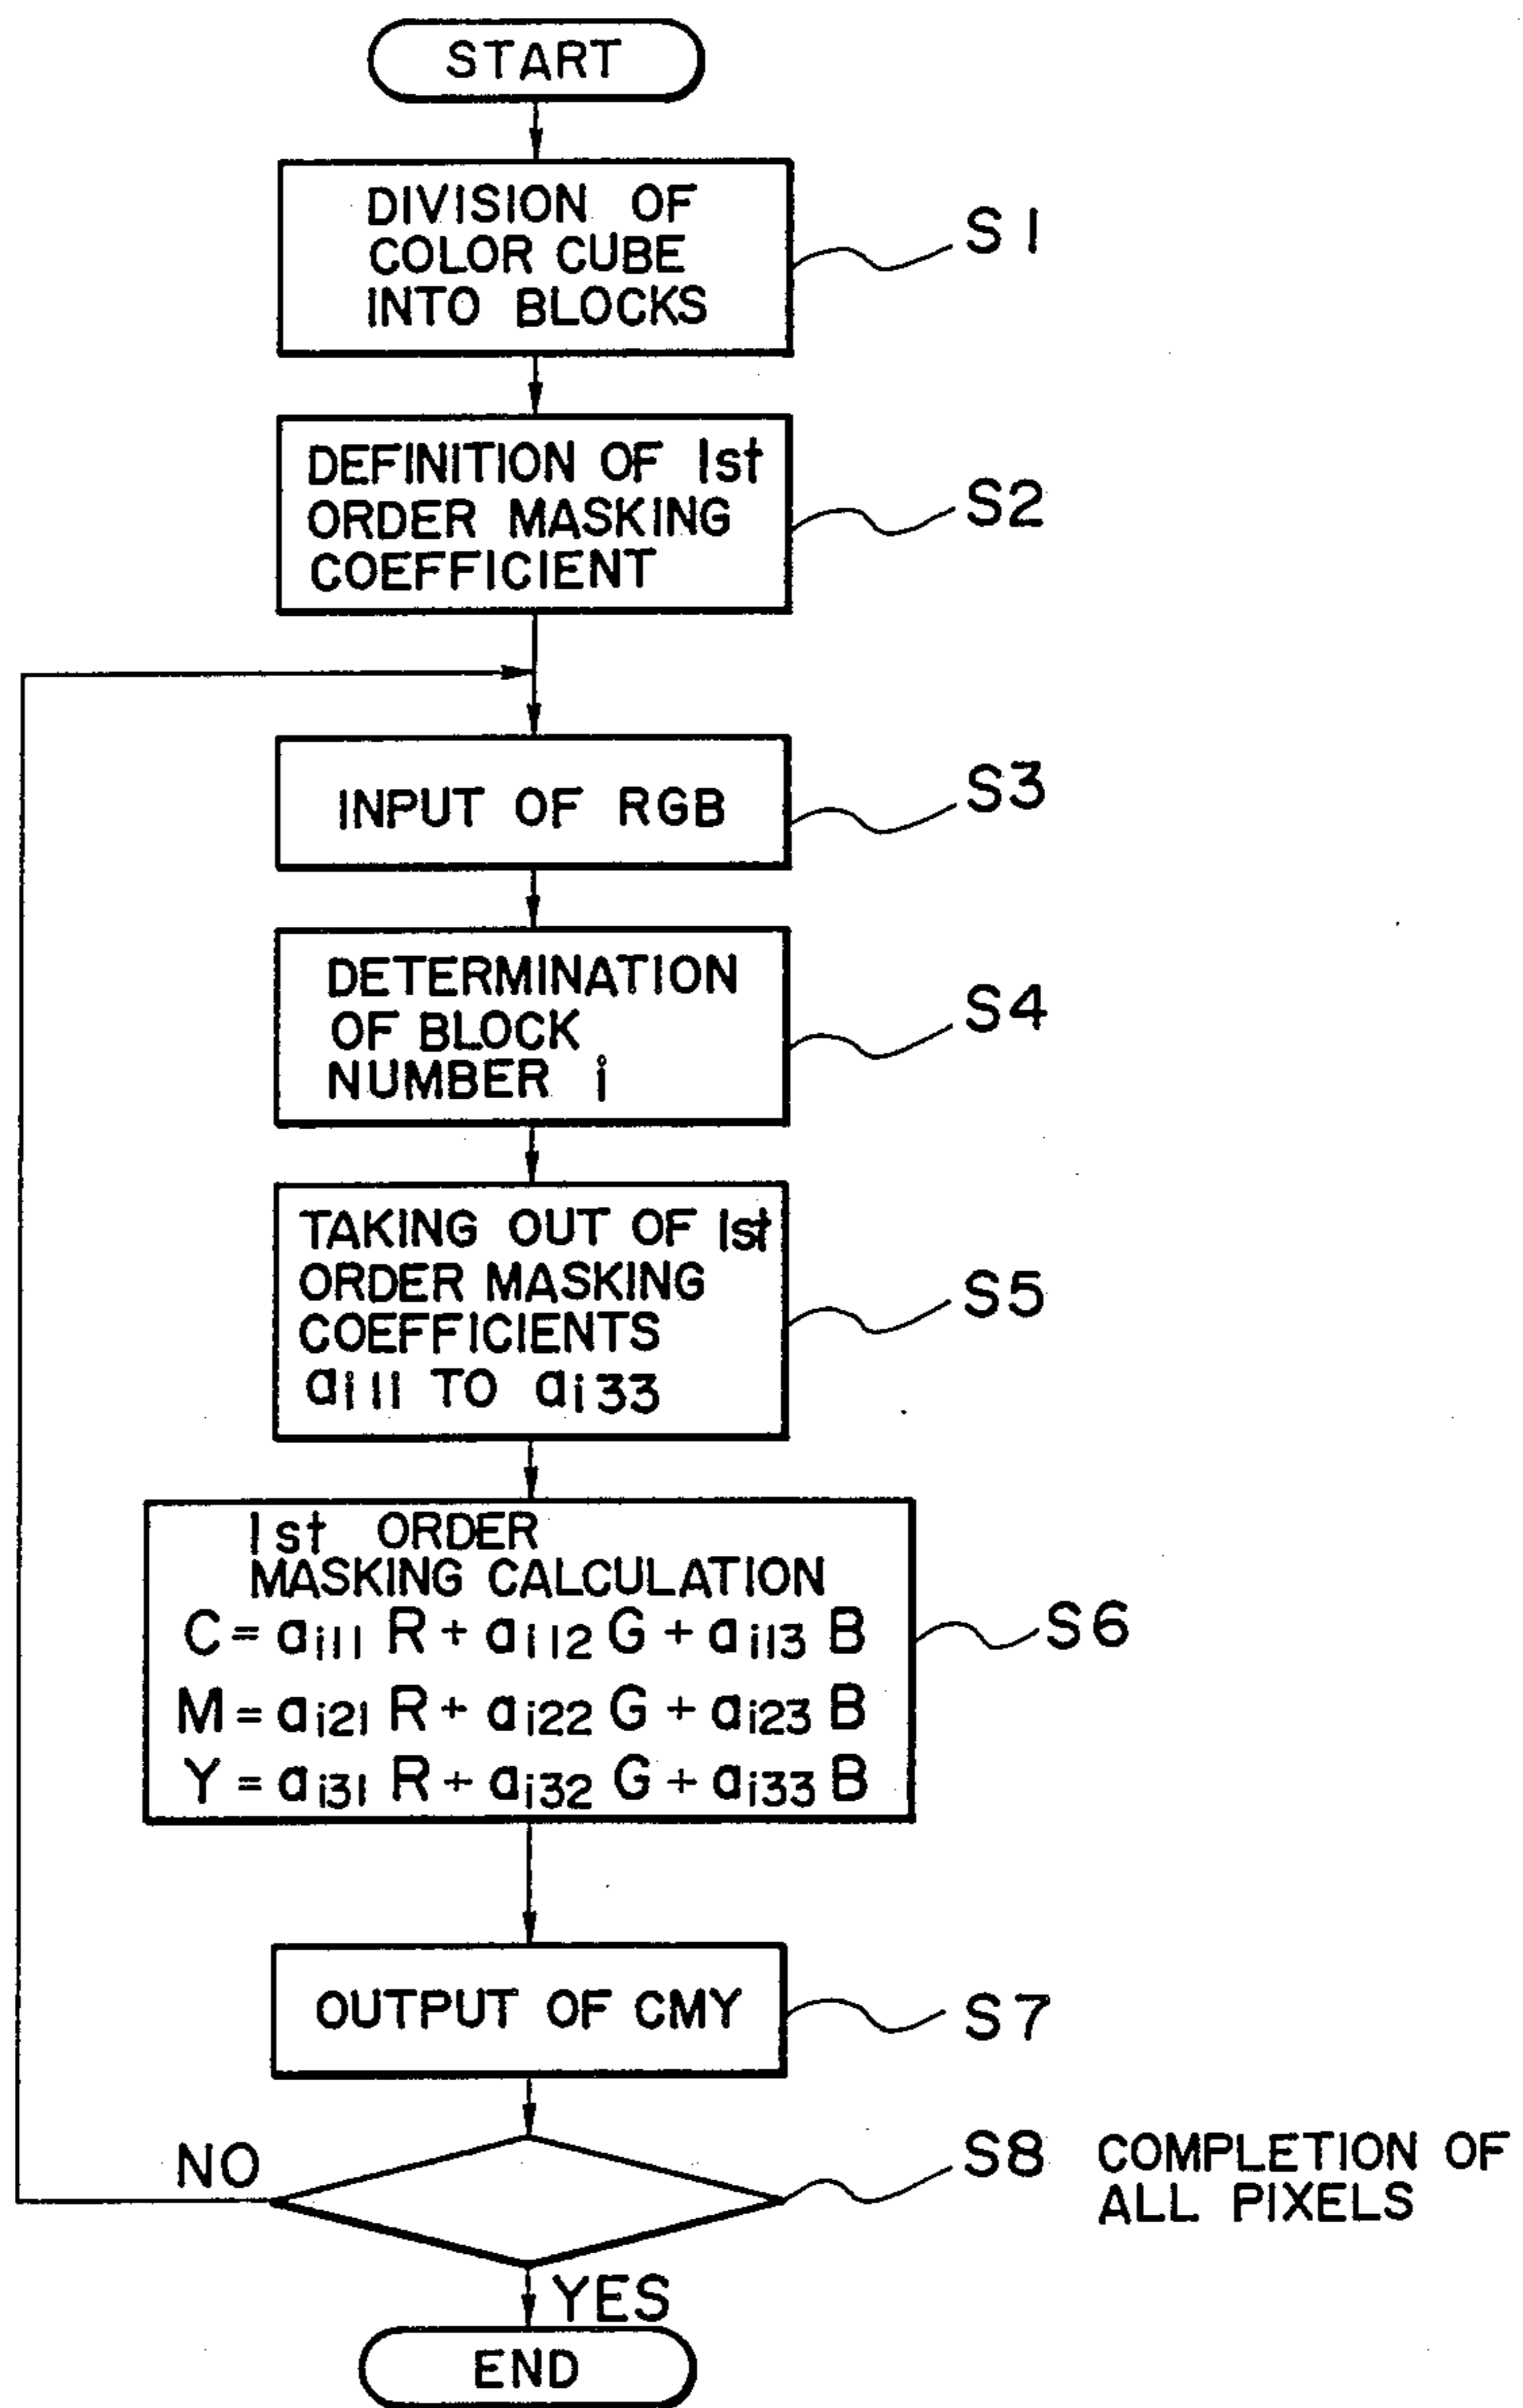 START
DIVISION OF
COLOR CUBE
INTO BLOCKS
S1
DEFINITION OF 1st
ORDER MASKING
COEFFICIENT
S2
INPUT OF RGB
S3
DETERMINATION
OF BLOCK
NUMBER i
S4
TAKING OUT OF 1st
ORDER MASKING
COEFFICIENTS
ai11 TO ai33
S5
1st ORDER
MASKING CALCULATION
C = ai11 R + ai12 G + ai13 B
M = ai21 R + ai22 G + ai23 B
Y = ai31 R + ai32 G + ai33 B
S6
OUTPUT OF CMY
S7
NO
S8 COMPLETION OF
ALL PIXELS
YES
END